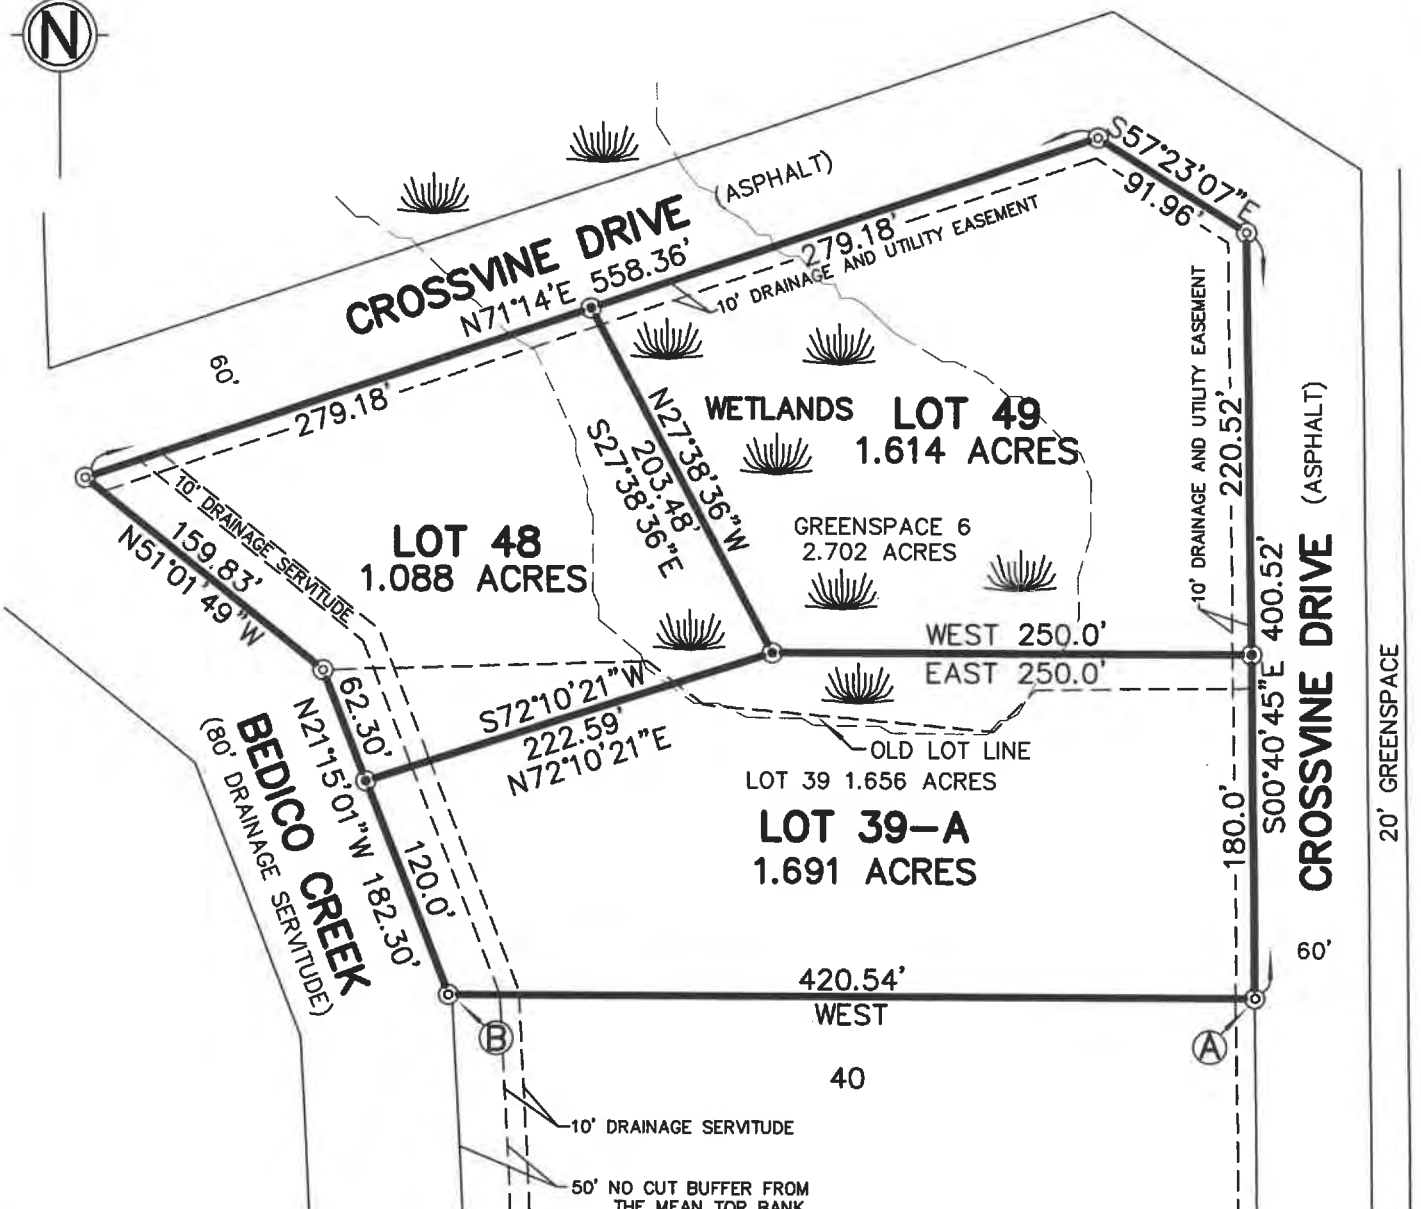 N
S57°23'07"E
91.96'
(ASPHALT)
CROSSVINE DRIVE
N71°14'E 558.36'
279.18'
10' DRAINAGE AND UTILITY EASEMENT
60'
279.18'
10' DRAINAGE SERVITUDE
159.83'
N51°01'49"W
LOT 48
1.088 ACRES
N27°38'36"W
203.48'
S27°38'36"E
WETLANDS
LOT 49
1.614 ACRES
GREENSPACE 6
2.702 ACRES
10' DRAINAGE AND UTILITY EASEMENT
220.52'
(ASPHALT)
CROSSVINE DRIVE
S00°40'45"E 400.52'
20' GREENSPACE
WEST 250.0'
EAST 250.0'
62.30'
N21°15'01"W 182.30'
S72°10'21"W
222.59'
N72°10'21"E
OLD LOT LINE
LOT 39 1.656 ACRES
LOT 39-A
1.691 ACRES
180.0'
120.0'
BEDICO CREEK
(80' DRAINAGE SERVITUDE)
60'
420.54'
WEST
B
A
40
10' DRAINAGE SERVITUDE
50' NO CUT BUFFER FROM
THE MEAN TOP BANK